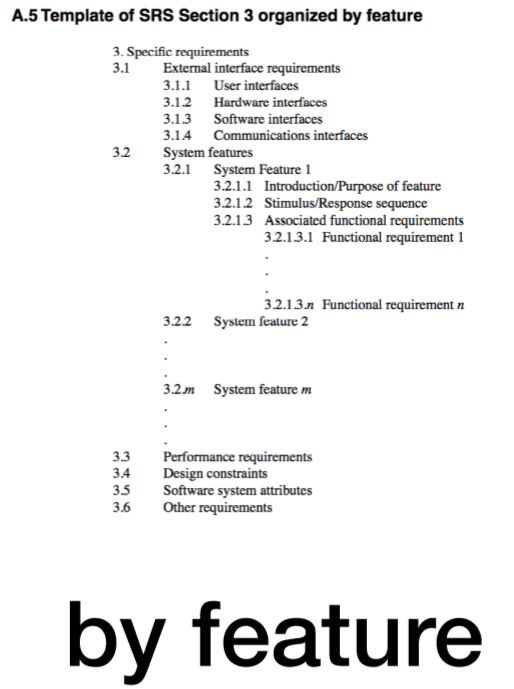 A.5 Template of SRS Section 3 organized by feature
3. Specific requirements
3.1 External interface requirements
3.1.1 User interfaces
3.1.2 Hardware interfaces
3.1.3 Software interfaces
3.1.4 Communications interfaces
3.2 System features
3.2.1 System Feature 1
3.2.1.1 Introduction/Purpose of feature
3.2.1.2 Stimulus/Response sequence
3.2.1.3 Associated functional requirements
3.2.1.3.1 Functional requirement 1
.
.
.
3.2.1.3.n Functional requirement n
3.2.2 System feature 2
.
.
.
3.2.m System feature m
.
.
.
3.3 Performance requirements
3.4 Design constraints
3.5 Software system attributes
3.6 Other requirements
by feature